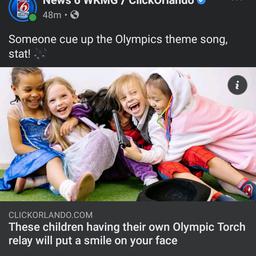 News 6 WKMG / ClickOrlando
48m •
Someone cue up the Olympics theme song,
stat!
CLICKORLANDO.COM
These children having their own Olympic Torch
relay will put a smile on your face